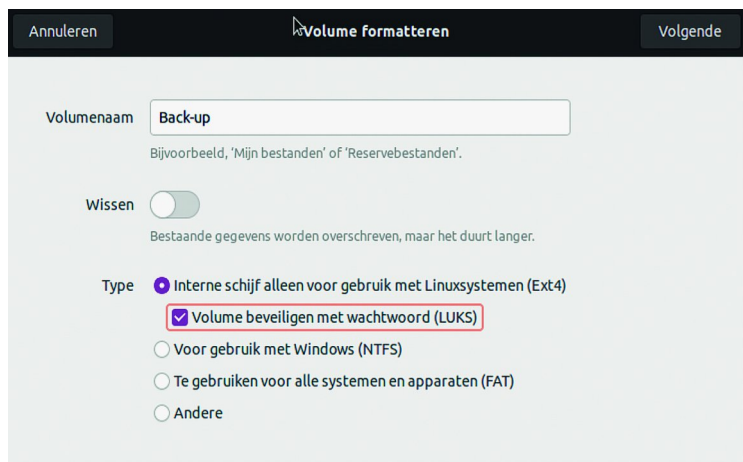 Annuleren
Volume formatteren
Volgende
Volumenaam
Back-up
Bijvoorbeeld, ‘Mijn bestanden’ of ‘Reservebestanden’.
Wissen
Bestaande gegevens worden overschreven, maar het duurt langer.
Type
Interne schijf alleen voor gebruik met Linuxsystemen (Ext4)
Volume beveiligen met wachtwoord (LUKS)
Voor gebruik met Windows (NTFS)
Te gebruiken voor alle systemen en apparaten (FAT)
Andere